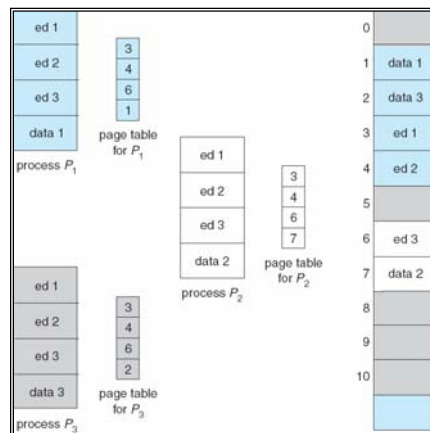 ed 1
ed 2
ed 3
data 1
process P1
3
4
6
1
page table
for P1
ed 1
ed 2
ed 3
data 2
process P2
3
4
6
7
page table
for P2
ed 1
ed 2
ed 3
data 3
process P3
3
4
6
2
page table
for P3
0
1 data 1
2 data 3
3 ed 1
4 ed 2
5
6 ed 3
7 data 2
8
9
10